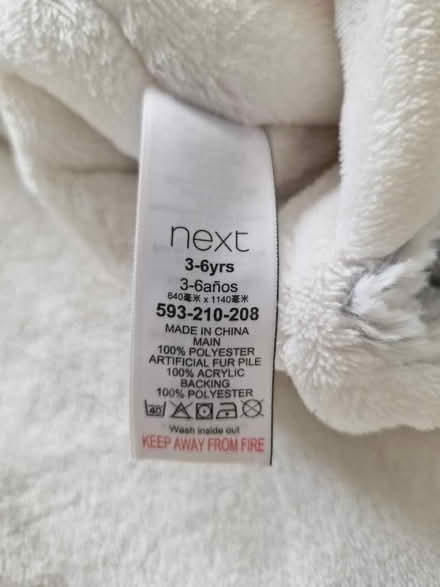 next
3-6yrs
3-6años
640毫米 x 1140毫米
593-210-208
MADE IN CHINA
MAIN
100% POLYESTER
ARTIFICIAL FUR PILE
100% ACRYLIC
BACKING
100% POLYESTER
40
Wash inside out
KEEP AWAY FROM FIRE